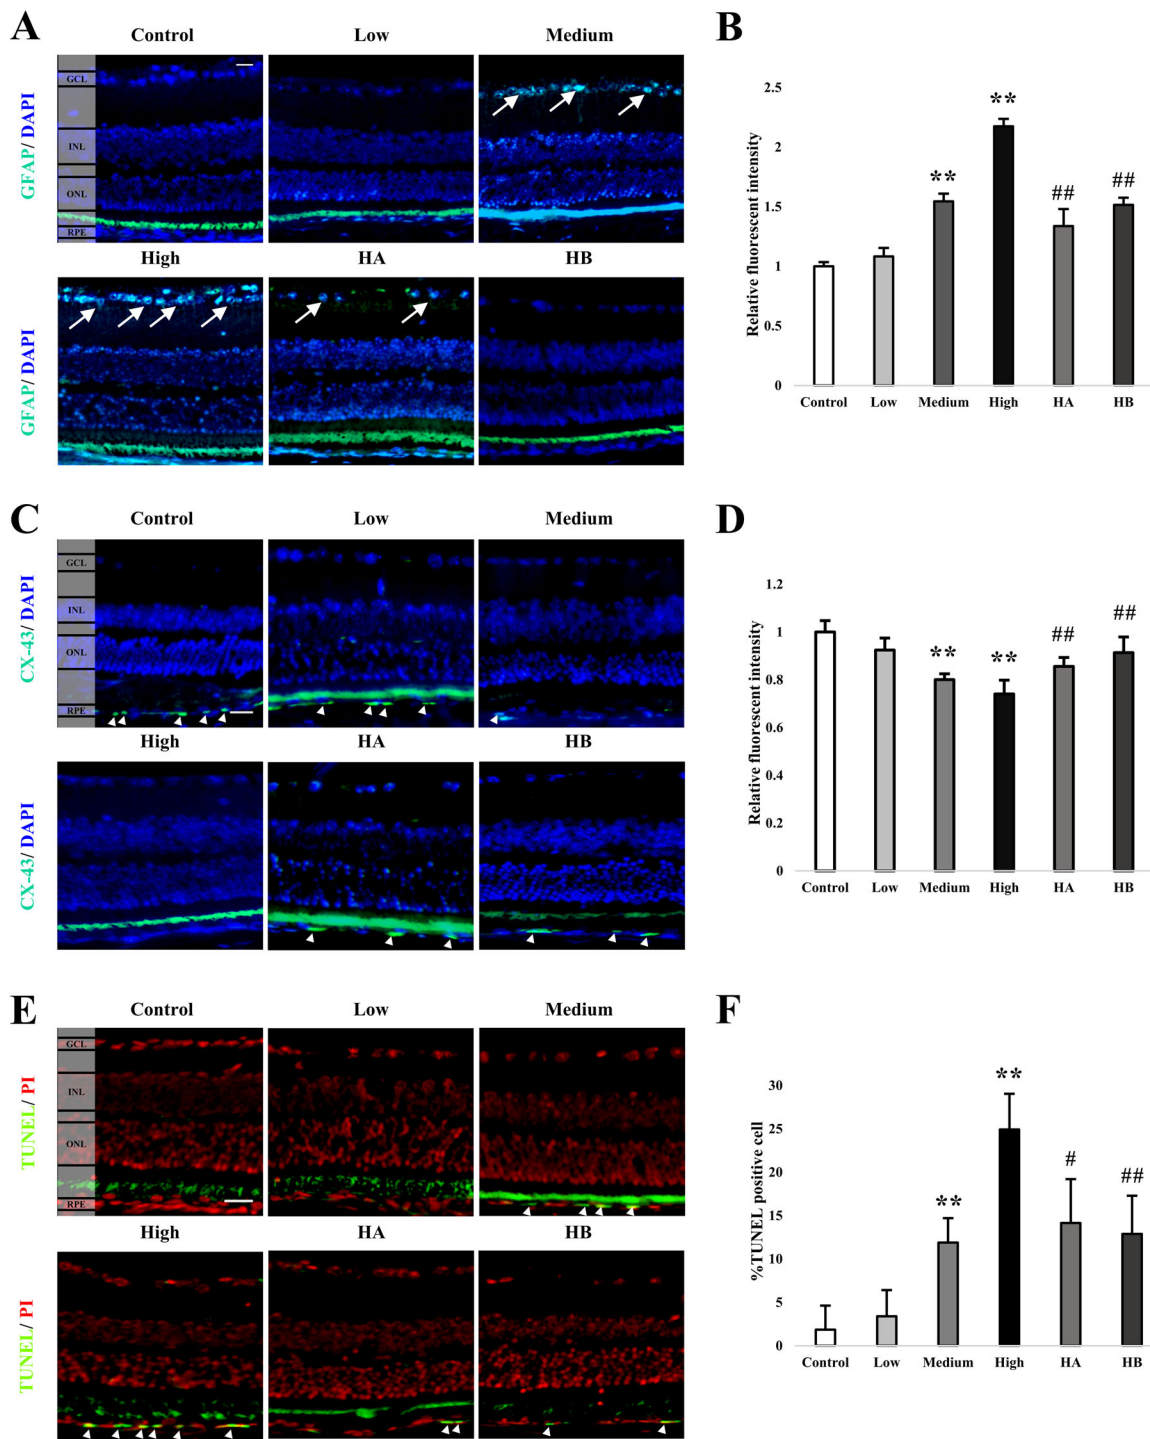 A
B
Control
Low
Medium
GFAP/ DAPI
GCL
INL
ONL
RPE
High
HA
HB
GFAP/ DAPI
Relative fluorescent intensity
2.5
2
1.5
1
0.5
0
**
**
##
##
Control
Low
Medium
High
HA
HB
C
D
Control
Low
Medium
CX-43/ DAPI
GCL
INL
ONL
RPE
High
HA
HB
CX-43/ DAPI
Relative fluorescent intensity
1.2
1
0.8
0.6
0.4
0.2
0
**
**
##
##
Control
Low
Medium
High
HA
HB
E
F
Control
Low
Medium
TUNEL/ PI
GCL
INL
ONL
RPE
High
HA
HB
TUNEL/ PI
%TUNEL positive cell
30
25
20
15
10
5
0
**
**
#
##
Control
Low
Medium
High
HA
HB